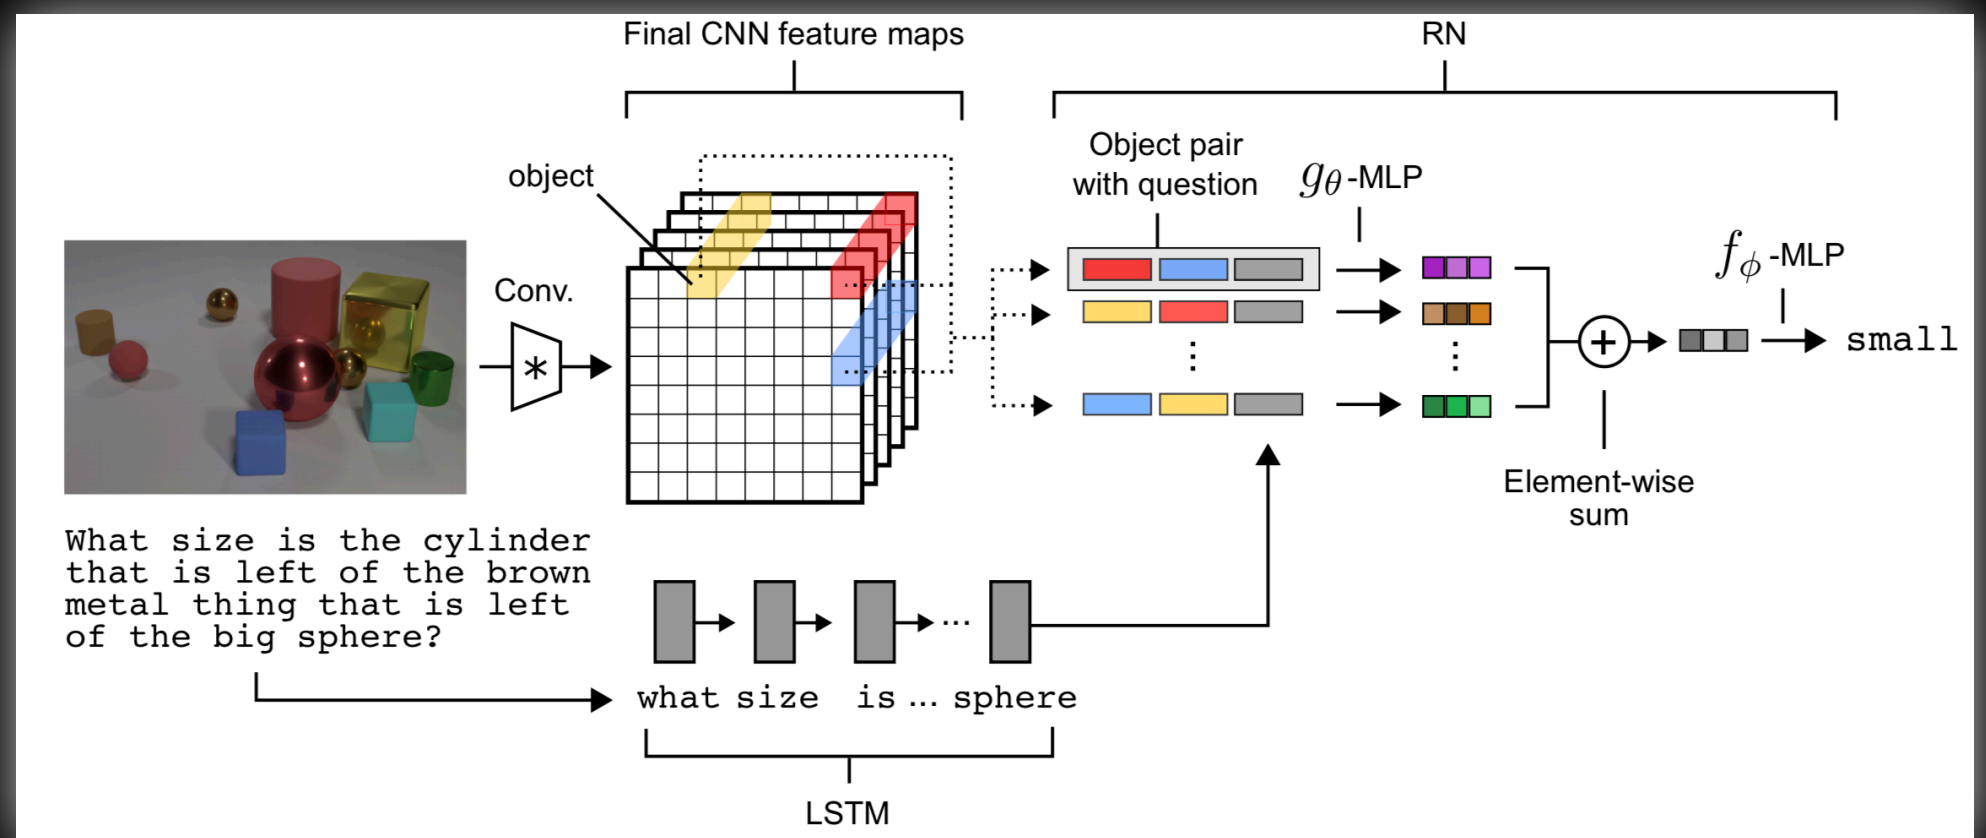 Final CNN feature maps
RN
object
Object pair
with question
gθ-MLP
fϕ-MLP
Conv.
*
+
small
Element-wise
sum
What size is the cylinder
that is left of the brown
metal thing that is left
of the big sphere?
...
what size is ... sphere
LSTM